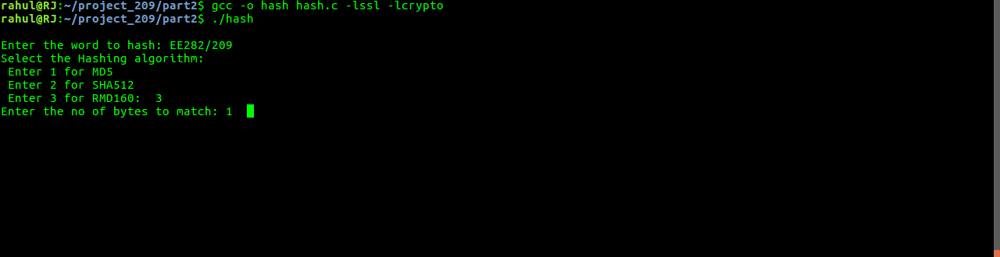 rahul@RJ:~/project_209/part2$ gcc -o hash hash.c -lssl -lcrypto
rahul@RJ:~/project_209/part2$ ./hash
Enter the word to hash: EE282/209
Select the Hashing algorithm:
Enter 1 for MD5
Enter 2 for SHA512
Enter 3 for RMD160:  3
Enter the no of bytes to match: 1